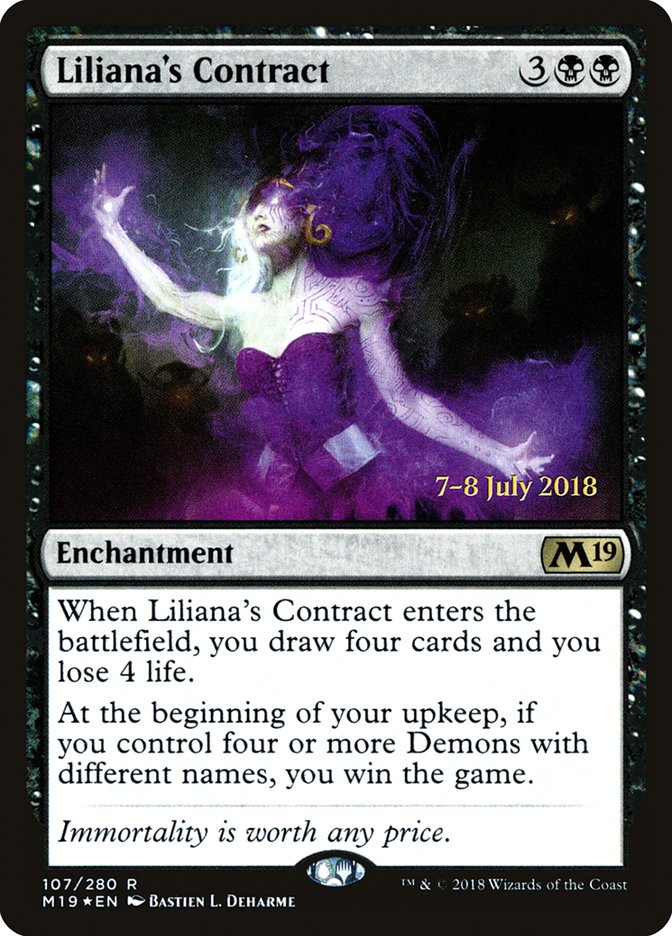 Liliana's Contract 3
7–8 July 2018
Enchantment M19
When Liliana's Contract enters the
battlefield, you draw four cards and you
lose 4 life.
At the beginning of your upkeep, if
you control four or more Demons with
different names, you win the game.
Immortality is worth any price.
107/280 R
M19★EN Bastien L. Deharme
™ & © 2018 Wizards of the Coast